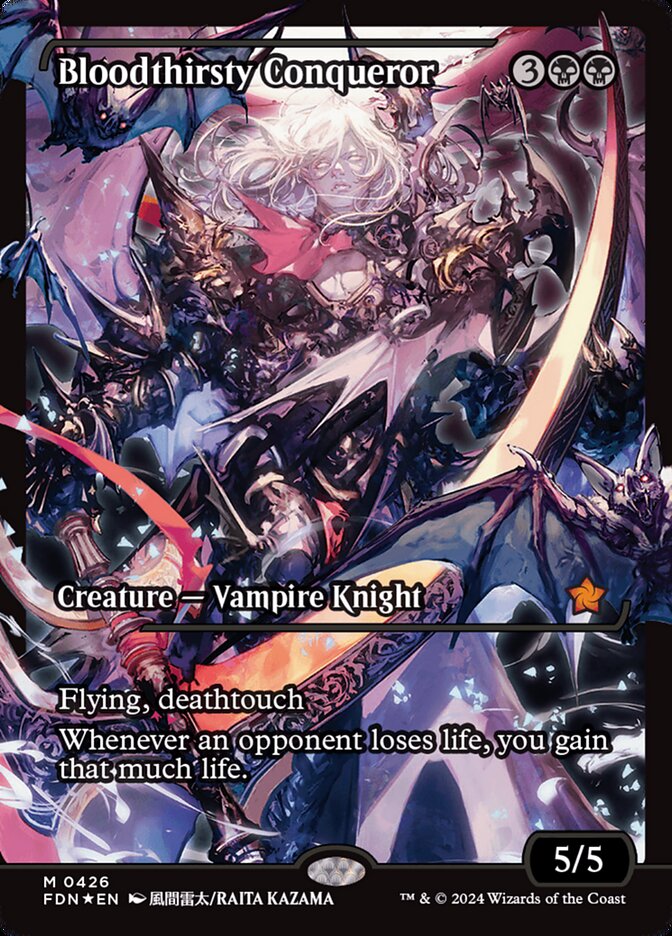 Bloodthirsty Conqueror
3
Creature — Vampire Knight
Flying, deathtouch
Whenever an opponent loses life, you gain
that much life.
5/5
M 0426
FDN★EN 風間雷太/RAITA KAZAMA
™ & © 2024 Wizards of the Coast